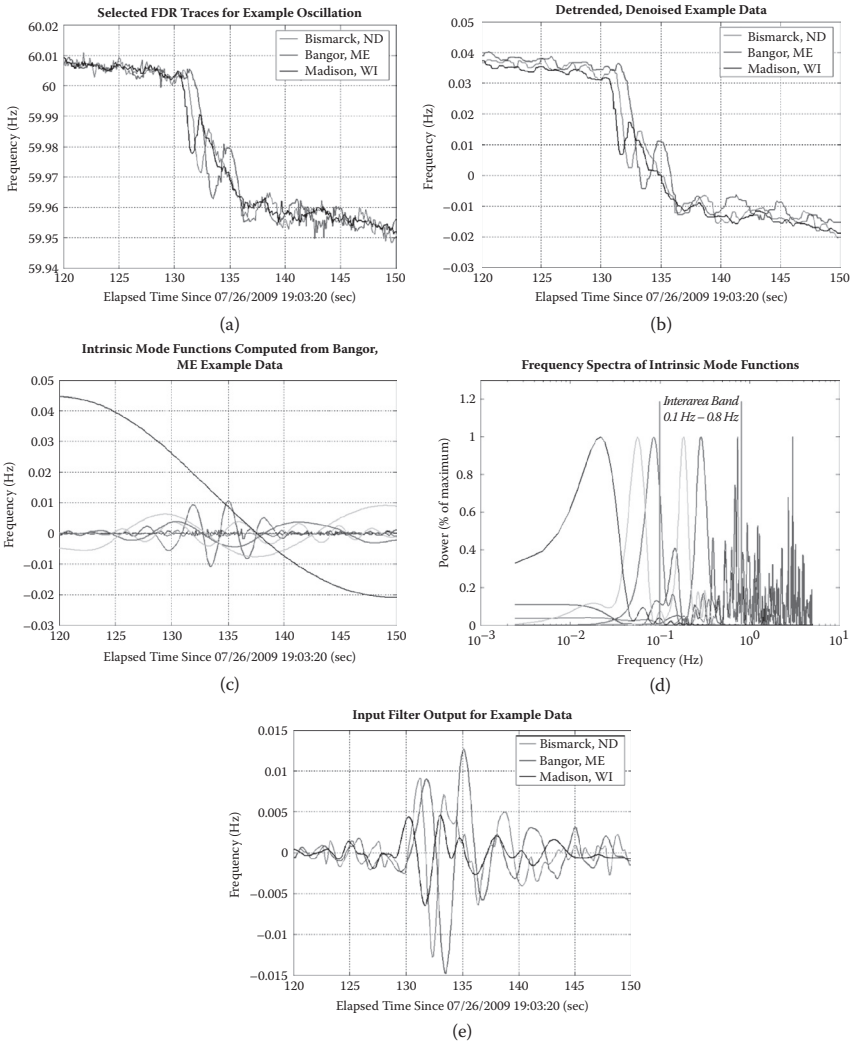 Selected FDR Traces for Example Oscillation
60.02
60.01
60
59.99
59.98
59.97
59.96
59.95
59.94
Frequency (Hz)
Bismarck, ND
Bangor, ME
Madison, WI
120 125 130 135 140 145 150
Elapsed Time Since 07/26/2009 19:03:20 (sec)
(a)
Detrended, Denoised Example Data
0.05
0.04
0.03
0.02
0.01
0
−0.01
−0.02
−0.03
Frequency (Hz)
Bismarck, ND
Bangor, ME
Madison, WI
120 125 130 135 140 145 150
Elapsed Time Since 07/26/2009 19:03:20 (sec)
(b)
Intrinsic Mode Functions Computed from Bangor,
ME Example Data
0.05
0.04
0.03
0.02
0.01
0
−0.01
−0.02
−0.03
Frequency (Hz)
120 125 130 135 140 145 150
Elapsed Time Since 07/26/2009 19:03:20 (sec)
(c)
Frequency Spectra of Intrinsic Mode Functions
Interarea Band
0.1 Hz – 0.8 Hz
1.2
1
0.8
0.6
0.4
0.2
0
Power (% of maximum)
10−3 10−2 10−1 100 101
Frequency (Hz)
(d)
Input Filter Output for Example Data
0.015
0.01
0.005
0
−0.005
−0.01
−0.015
Frequency (Hz)
Bismarck, ND
Bangor, ME
Madison, WI
120 125 130 135 140 145 150
Elapsed Time Since 07/26/2009 19:03:20 (sec)
(e)